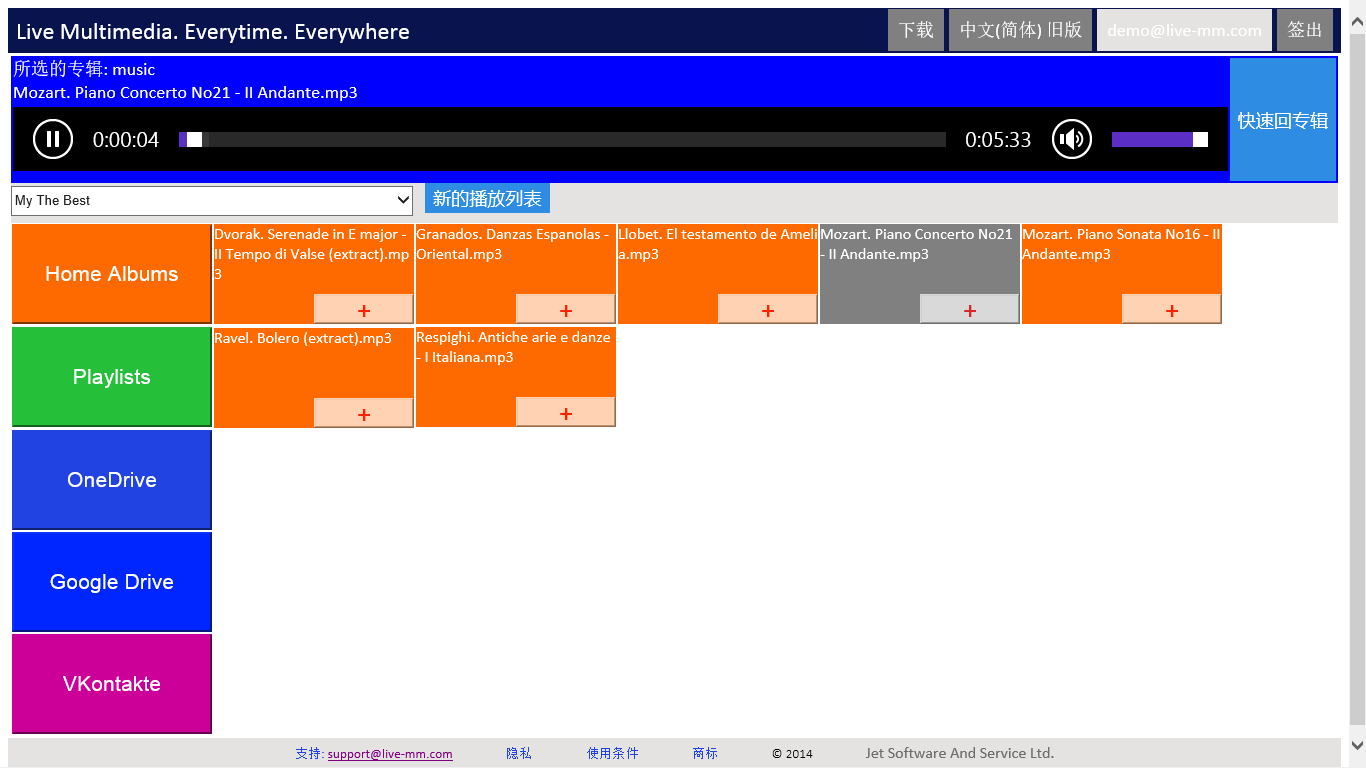 Live Multimedia. Everytime. Everywhere
下载
中文(简体) 旧版
demo@live-mm.com
签出
所选的专辑: music
Mozart. Piano Concerto No21 - II Andante.mp3
快速回专辑
0:00:04
0:05:33
My The Best
新的播放列表
Home Albums
Dvorak. Serenade in E major -
II Tempo di Valse (extract).mp
3
+
Granados. Danzas Espanolas -
Oriental.mp3
+
Llobet. El testamento de Ameli
a.mp3
+
Mozart. Piano Concerto No21
- II Andante.mp3
+
Mozart. Piano Sonata No16 - II
Andante.mp3
+
Playlists
Ravel. Bolero (extract).mp3
+
Respighi. Antiche arie e danze
- I Italiana.mp3
+
OneDrive
Google Drive
VKontakte
支持: support@live-mm.com
隐私
使用条件
商标
© 2014
Jet Software And Service Ltd.